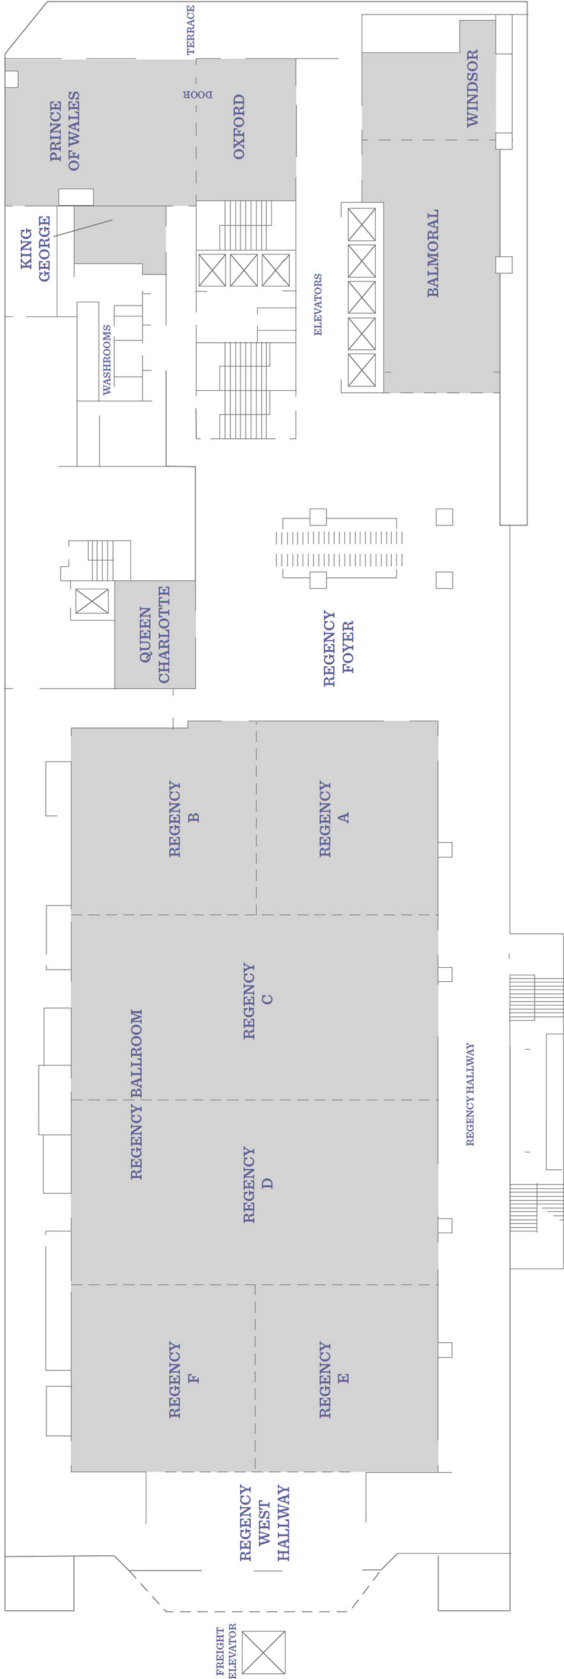 TERRACE
PRINCE
OF WALES
DOOR
OXFORD
WINDSOR
BALMORAL
KING
GEORGE
WASHROOMS
ELEVATORS
QUEEN
CHARLOTTE
REGENCY
FOYER
REGENCY
B
REGENCY
A
REGENCY
C
REGENCY BALLROOM
REGENCY HALLWAY
REGENCY
D
REGENCY
F
REGENCY
E
REGENCY
WEST
HALLWAY
FREIGHT
ELEVATOR